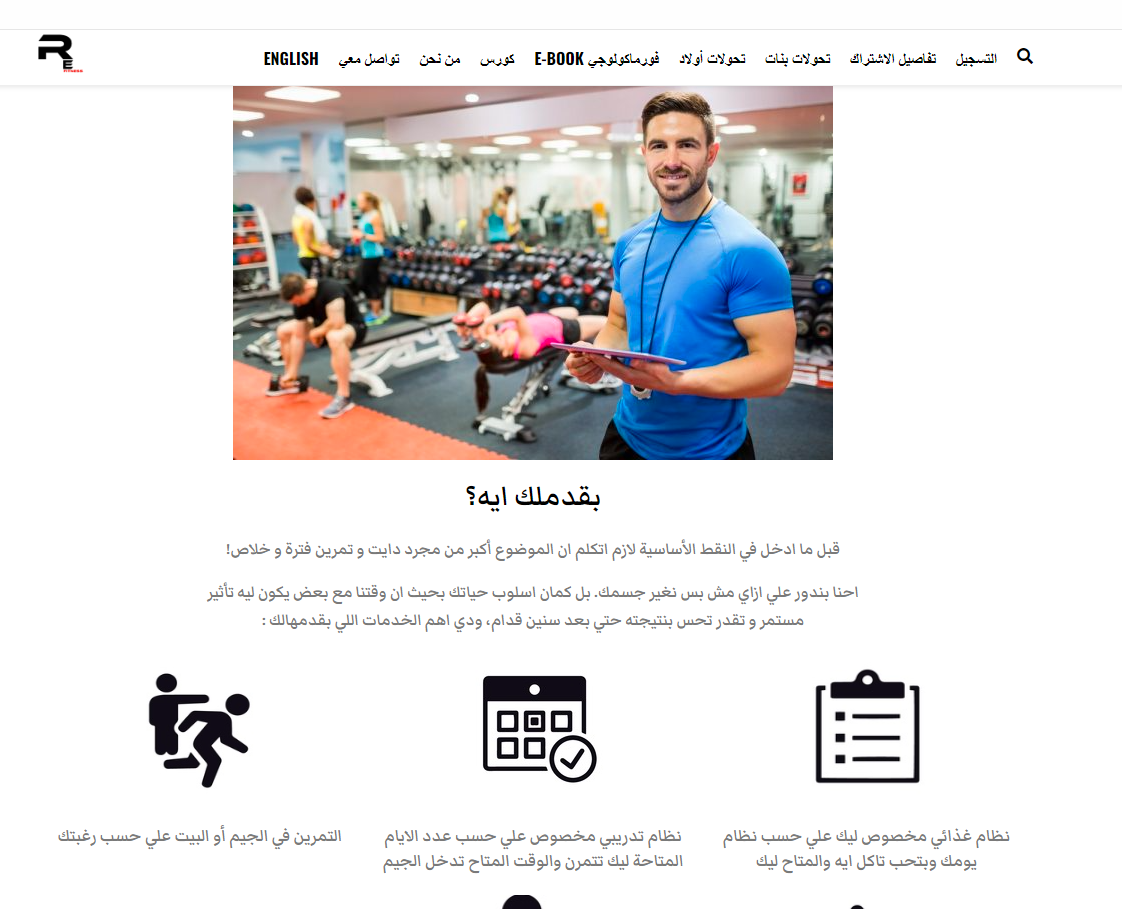 التسجيل
تفاصيل الاشتراك
تحولات بنات
تحولات أولاد
فورماكولوجي E-BOOK
كورس
من نحن
تواصل معي
ENGLISH
RE
FITNESS
بقدملك ايه؟
قبل ما ادخل في النقط الأساسية لازم اتكلم ان الموضوع أكبر من مجرد دايت و تمرين فترة و خلاص!
احنا بندور علي ازاي مش بس نغير جسمك. بل كمان اسلوب حياتك بحيث ان وقتنا مع بعض يكون ليه تأثير
مستمر و تقدر تحس بنتيجته حتي بعد سنين قدام، ودي اهم الخدمات اللي بقدمهالك :
نظام غذائي مخصوص ليك علي حسب نظام
يومك وبتحب تاكل ايه والمتاح ليك
نظام تدريبي مخصوص علي حسب عدد الايام
المتاحة ليك تتمرن والوقت المتاح تدخل الجيم
التمرين في الجيم أو البيت علي حسب رغبتك